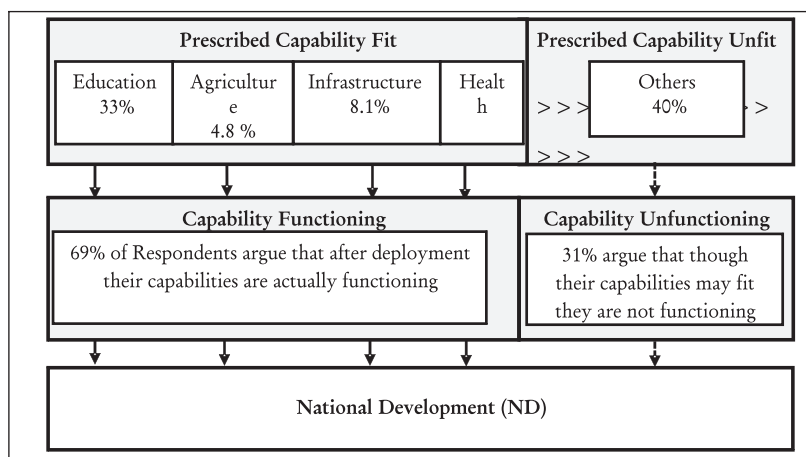 Prescribed Capability Fit
Prescribed Capability Unfit
Education
33%
Agricultur
e
4.8 %
Infrastructure
8.1%
Healt
h
> > >
Others
40%
>
> > >
Capability Functioning
69% of Respondents argue that after deployment
their capabilities are actually functioning
Capability Unfunctioning
31% argue that though
their capabilities may fit
they are not functioning
National Development (ND)